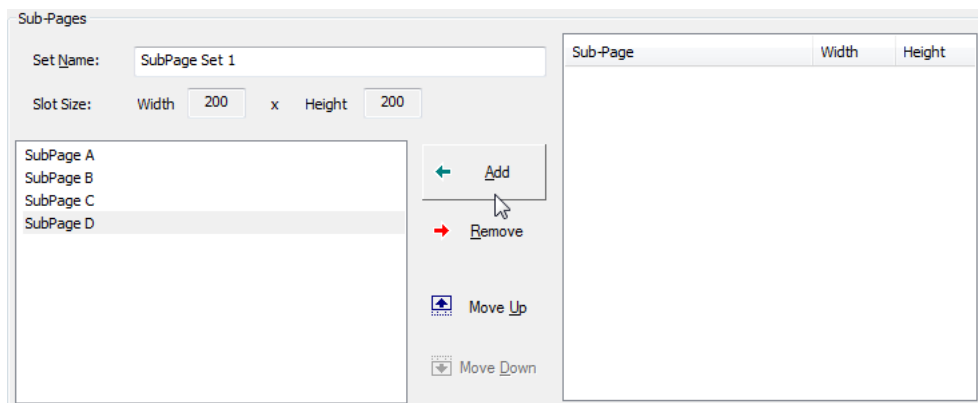 Sub-Pages
Set Name: SubPage Set 1
Slot Size: Width 200 x Height 200
SubPage A
SubPage B
SubPage C
SubPage D
Add
Remove
Move Up
Move Down
Sub-Page Width Height